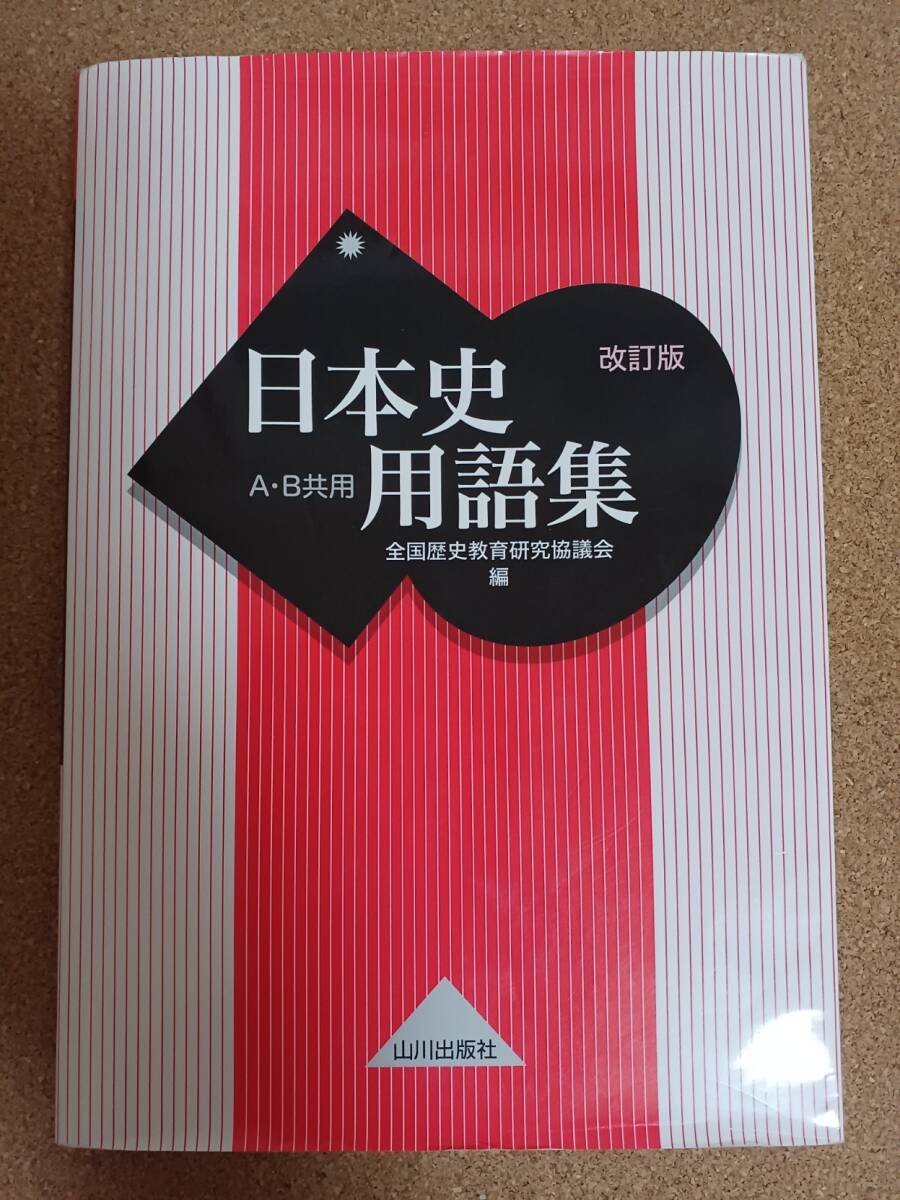 改訂版
日本史
A・B共用 用語集
全国歴史教育研究協議会
編
山川出版社